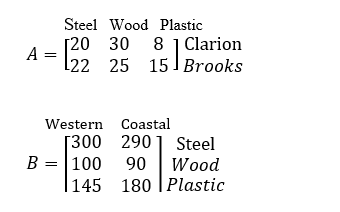 Steel Wood Plastic
A = [20 30 8] Clarion
[22 25 15] Brooks
Western Coastal
[300 290] Steel
B = [100 90] Wood
[145 180] Plastic